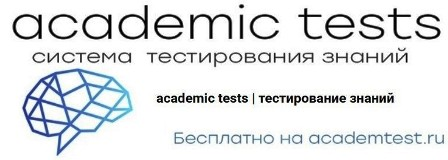 academic tests
система тестирования знаний
academic tests | тестирование знаний
Бесплатно на academtest.ru